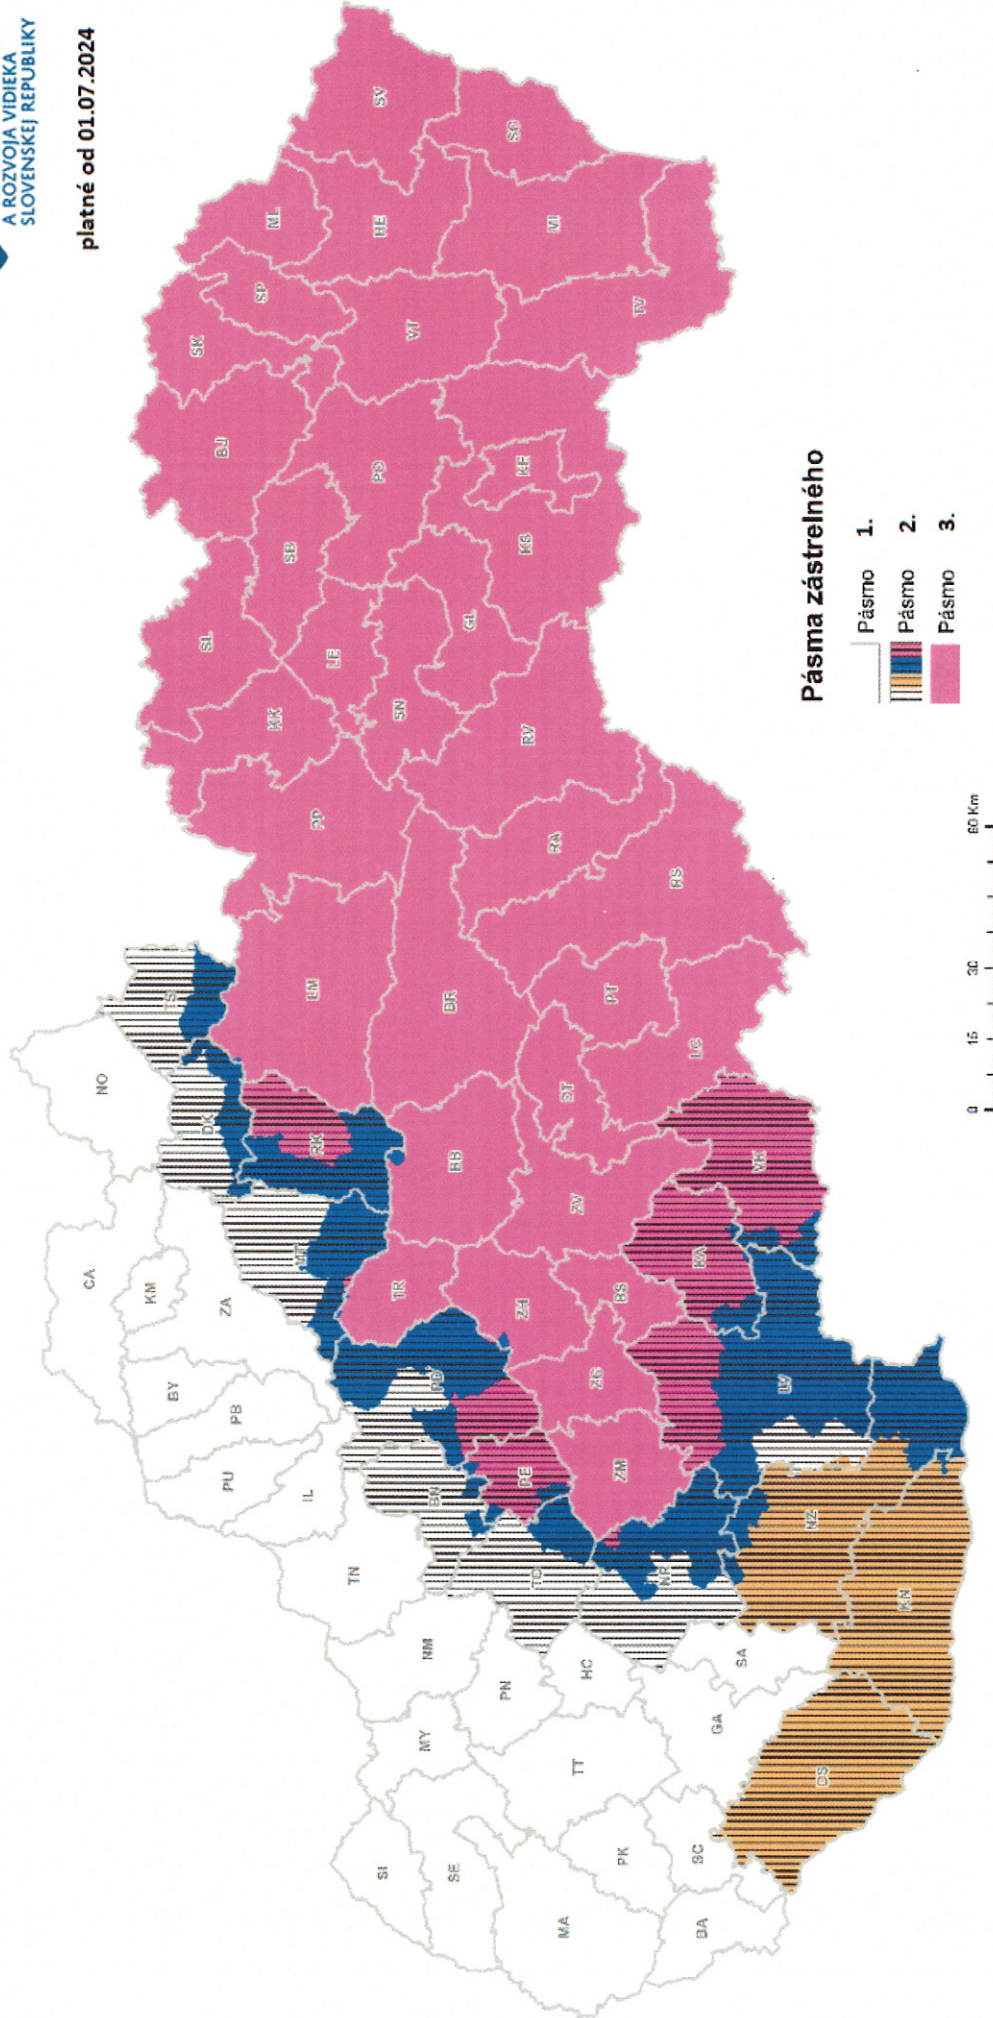 A ROZVOJA VIDIEKA
SLOVENSKEJ REPUBLIKY
platné od 01.07.2024
NO
CA
KM
ZA
BY
PB
PU
IL
TN
NM
MY
PN
HC
SA
GA
TT
SI
SE
PK
SC
MA
BA
DS
KN
NZ
NR
TO
BN
PE
PD
ZM
ZC
LV
BS
KA
VK
ZH
TR
ZV
BB
MT
RK
DK
TS
LM
BR
DT
PT
LC
RS
RA
PP
KK
SL
LE
SN
RV
GL
SB
KS
KE
PO
BJ
SK
SP
VT
ML
HE
SV
SO
MI
TV
Pásma zástrelného
Pásmo 1.
Pásmo 2.
Pásmo 3.
0 15 30 60 Km